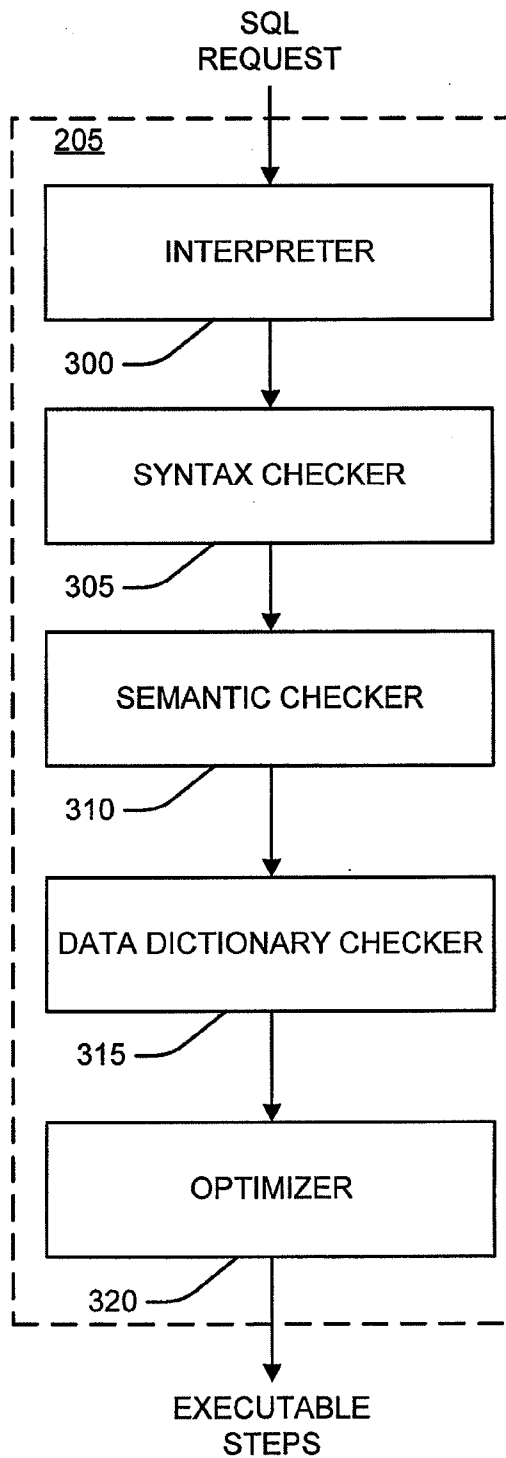 SQL
REQUEST
205
INTERPRETER
300
SYNTAX CHECKER
305
SEMANTIC CHECKER
310
DATA DICTIONARY CHECKER
315
OPTIMIZER
320
EXECUTABLE
STEPS